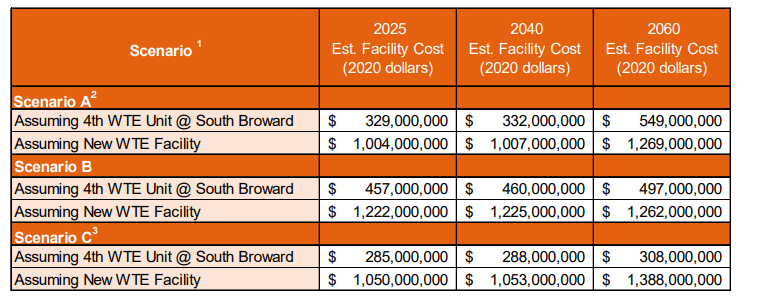 Scenario 1
2025
Est. Facility Cost
(2020 dollars)
2040
Est. Facility Cost
(2020 dollars)
2060
Est. Facility Cost
(2020 dollars)
Scenario A2
Assuming 4th WTE Unit @ South Broward $ 329,000,000 $ 332,000,000 $ 549,000,000
Assuming New WTE Facility $ 1,004,000,000 $ 1,007,000,000 $ 1,269,000,000
Scenario B
Assuming 4th WTE Unit @ South Broward $ 457,000,000 $ 460,000,000 $ 497,000,000
Assuming New WTE Facility $ 1,222,000,000 $ 1,225,000,000 $ 1,262,000,000
Scenario C3
Assuming 4th WTE Unit @ South Broward $ 285,000,000 $ 288,000,000 $ 308,000,000
Assuming New WTE Facility $ 1,050,000,000 $ 1,053,000,000 $ 1,388,000,000